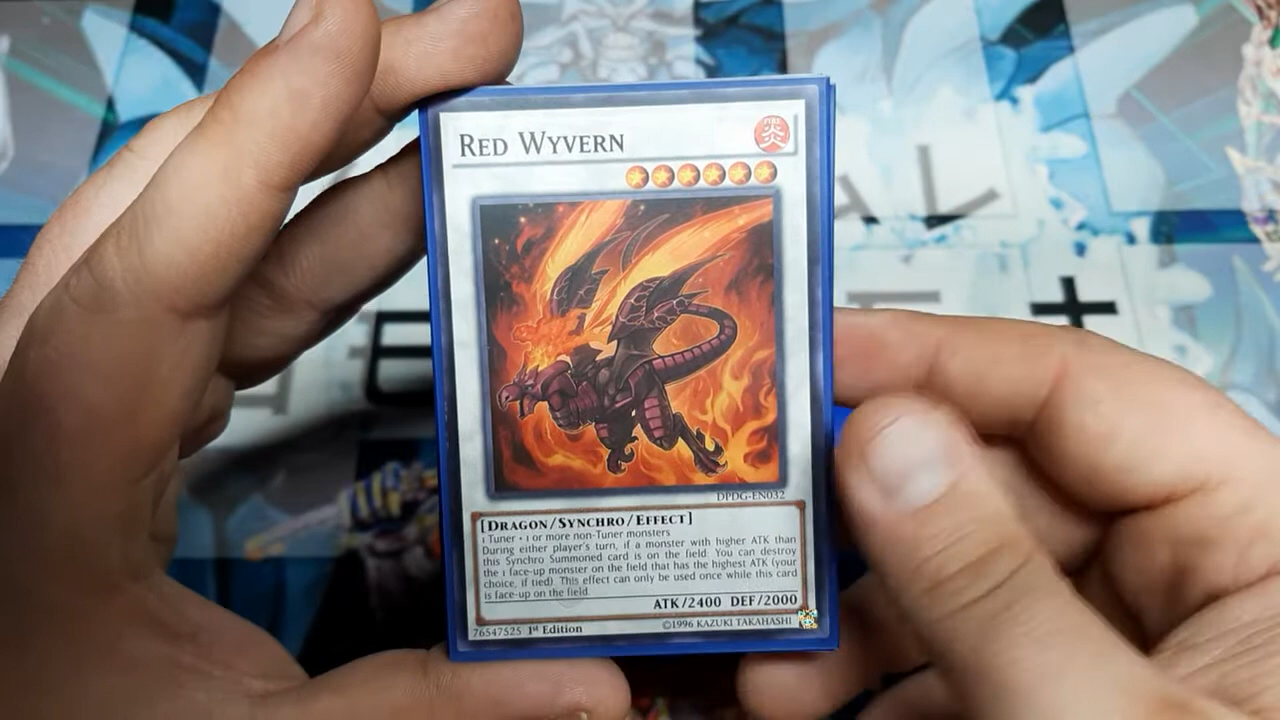 RED WYVERN
FIRE
炎
AL
E
+
DPDG-EN032
[DRAGON/SYNCHRO/EFFECT]
1 Tuner + 1 or more non-Tuner monsters
During either player's turn, if a monster with higher ATK than
this Synchro Summoned card is on the field: You can destroy
the 1 face-up monster on the field that has the highest ATK (your
choice, if tied). This effect can only be used once while this card
is face-up on the field.
ATK/2400 DEF/2000
76547525 1st Edition ©1996 KAZUKI TAKAHASHI